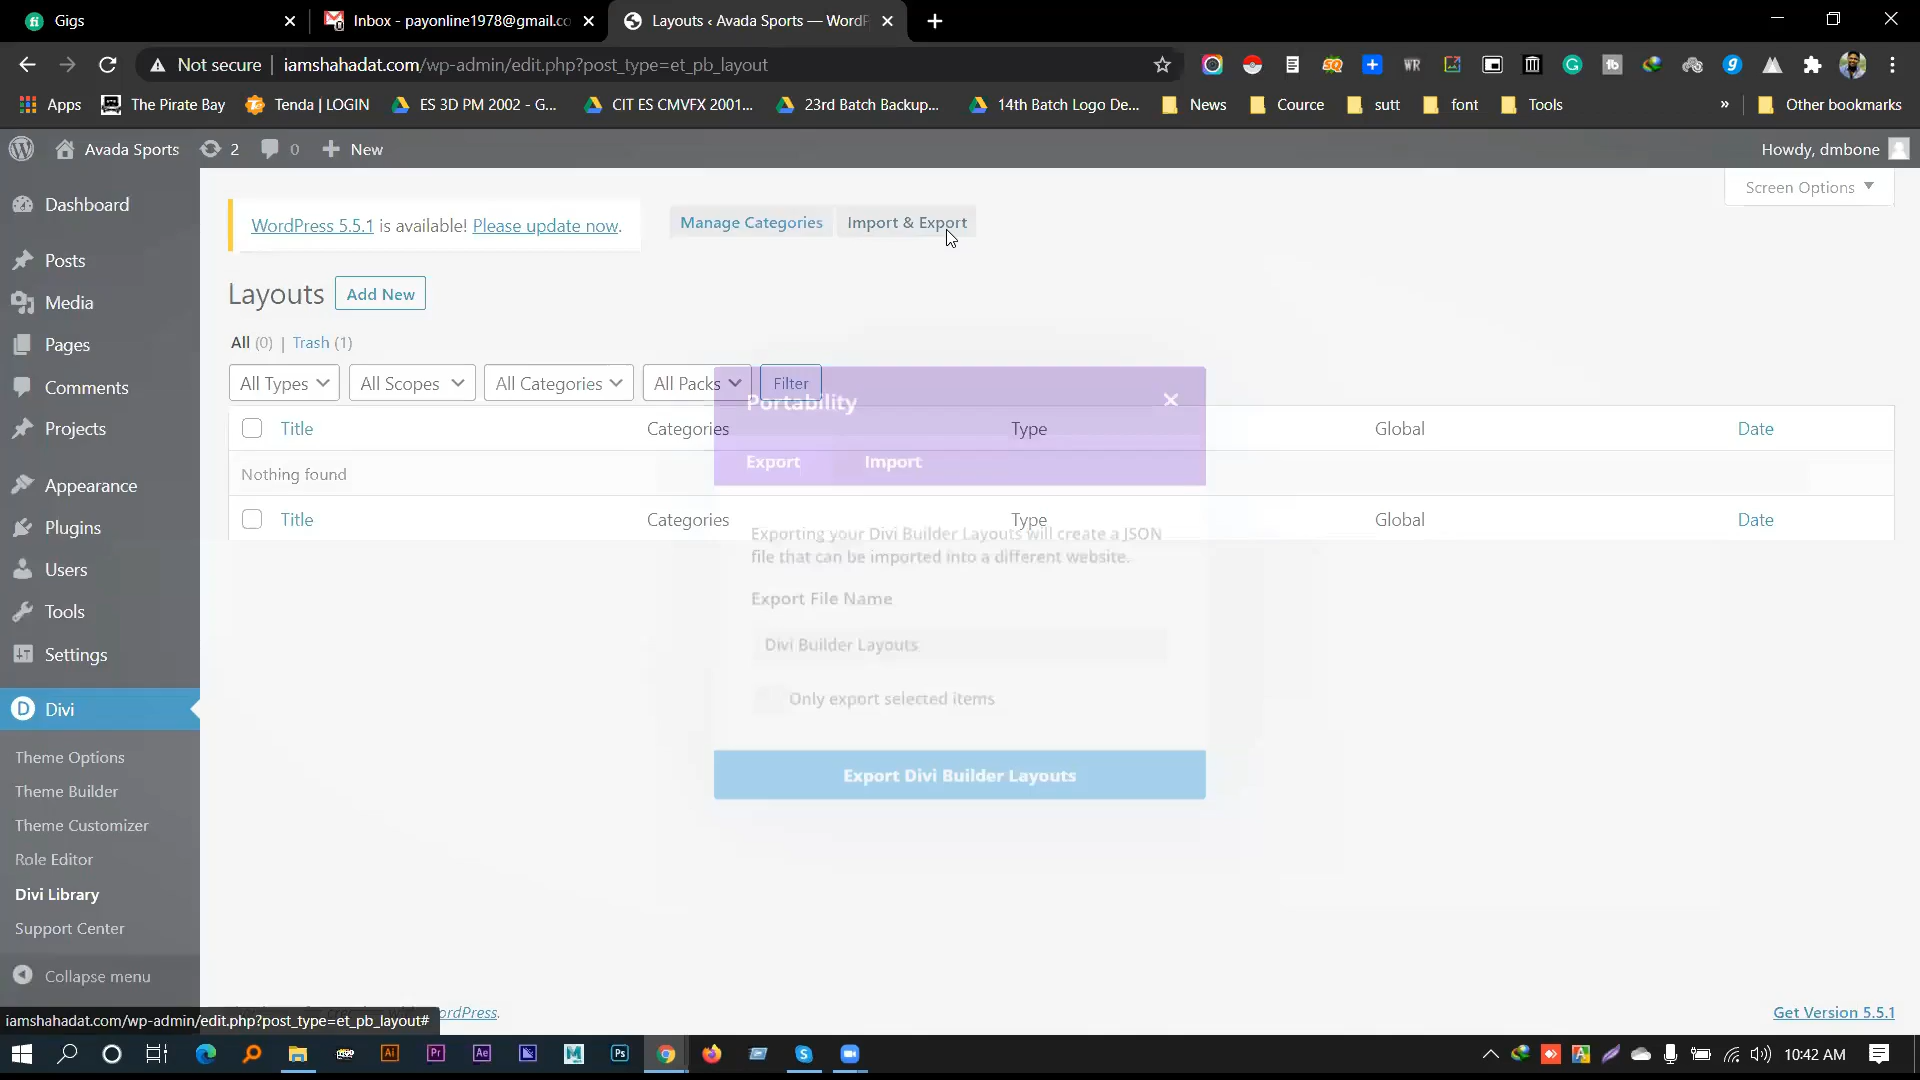 Gigs
Inbox - payonline1978@gmail.co
Layouts ‹ Avada Sports — WordP
Not secure
iamshahadat.com/wp-admin/edit.php?post_type=et_pb_layout
Apps
The Pirate Bay
Tenda | LOGIN
ES 3D PM 2002 - G...
CIT ES CMVFX 2001...
23rd Batch Backup...
14th Batch Logo De...
News
Cource
sutt
font
Tools
»
Other bookmarks
Avada Sports
2
0
New
Howdy, dmbone
Screen Options
Dashboard
Posts
Media
Pages
Comments
Projects
Appearance
Plugins
Users
Tools
Settings
Divi
Theme Options
Theme Builder
Theme Customizer
Role Editor
Divi Library
Support Center
Collapse menu
WordPress 5.5.1 is available! Please update now.
Manage Categories
Import & Export
Layouts
Add New
All (0) | Trash (1)
All Types
All Scopes
All Categories
All Packs
Filter
Title
Categories
Type
Global
Date
Nothing found
Title
Categories
Type
Global
Date
Portability
Export
Import
Exporting your Divi Builder Layouts will create a JSON
file that can be imported into a different website.
Export File Name
Divi Builder Layouts
Only export selected items
Export Divi Builder Layouts
iamshahadat.com/wp-admin/edit.php?post_type=et_pb_layout#
ordPress.
Get Version 5.5.1
10:42 AM